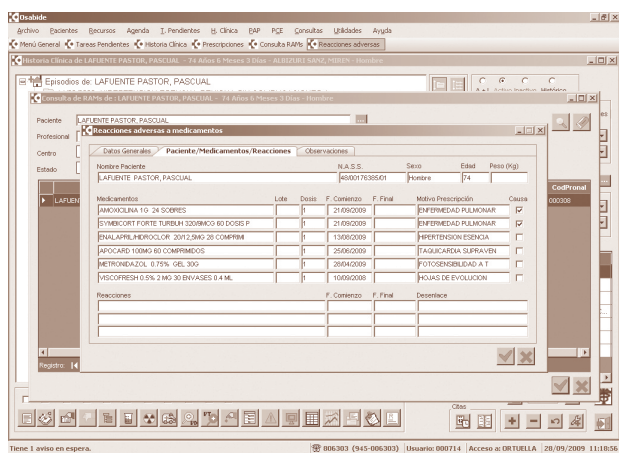 Osabide
Archivo Pacientes Recursos Agenda I. Pendientes H. Clínica PAP PCE Consultas Utilidades Ayuda
Menú General Tareas Pendientes Historia Clínica Prescripciones Consulta RAMs Reacciones adversas
Historia Clínica de LAFUENTE PASTOR, PASCUAL - 74 Años 6 Meses 3 Días - ALBIZURI SANZ, MIREN - Hombre
Episodios de: LAFUENTE PASTOR, PASCUAL
Consulta de RAMs de : LAFUENTE PASTOR, PASCUAL - 74 Años 6 Meses 3 Días - Hombre
Paciente LAFUENTE PASTOR, PASCUAL
Profesional
Centro
Estado
Reacciones adversas a medicamentos
Datos Generales Paciente/Medicamentos/Reacciones Observaciones
Nombre Paciente N.A.S.S. Sexo Edad Peso (Kg)
LAFUENTE PASTOR, PASCUAL 48/00176385/01 Hombre 74
Medicamentos Lote Dosis F. Comienzo F. Final Motivo Prescripción Causa
AMOXICILINA 1G 24 SOBRES 1 21/09/2009 ENFERMEDAD PULMONAR
SYMBICORT FORTE TURBUH 320/9MCG 60 DOSIS P 1 21/09/2009 ENFERMEDAD PULMONAR
ENALAPRIL/HIDROCLOR 20/12,5MG 28 COMPRIMI 1 13/08/2009 HIPERTENSION ESENCIA
APOCARD 100MG 60 COMPRIMIDOS 1 25/06/2009 TAQUICARDIA SUPRAVEN
METRONIDAZOL 0.75% GEL 30G 1 28/04/2009 FOTOSENSIBILIDAD A T
VISCOFRESH 0.5% 2 MG 30 ENVASES 0.4 ML 1 10/09/2008 HOJAS DE EVOLUCION
Reacciones F. Comienzo F. Final Desenlace
CodPronal
LAFUEN 000308
Registro:
Citas
Tiene 1 aviso en espera. 806303 (945-006303) Usuario: 000714 Acceso a: ORTUELLA 28/09/2009 11:18:56